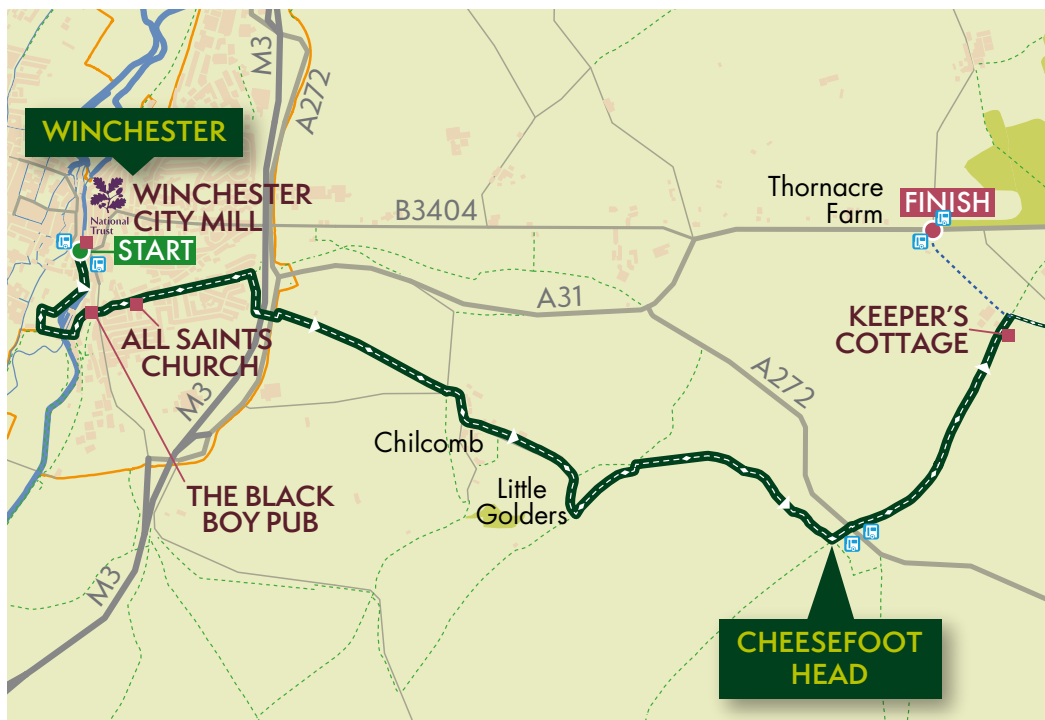 M3
A272
WINCHESTER
National
Trust
WINCHESTER
CITY MILL
START
B3404
Thornacre
Farm
FINISH
A31
ALL SAINTS
CHURCH
KEEPER'S
COTTAGE
M3
A272
Chilcomb
THE BLACK
BOY PUB
Little
Golders
M3
CHEESEFOOT
HEAD